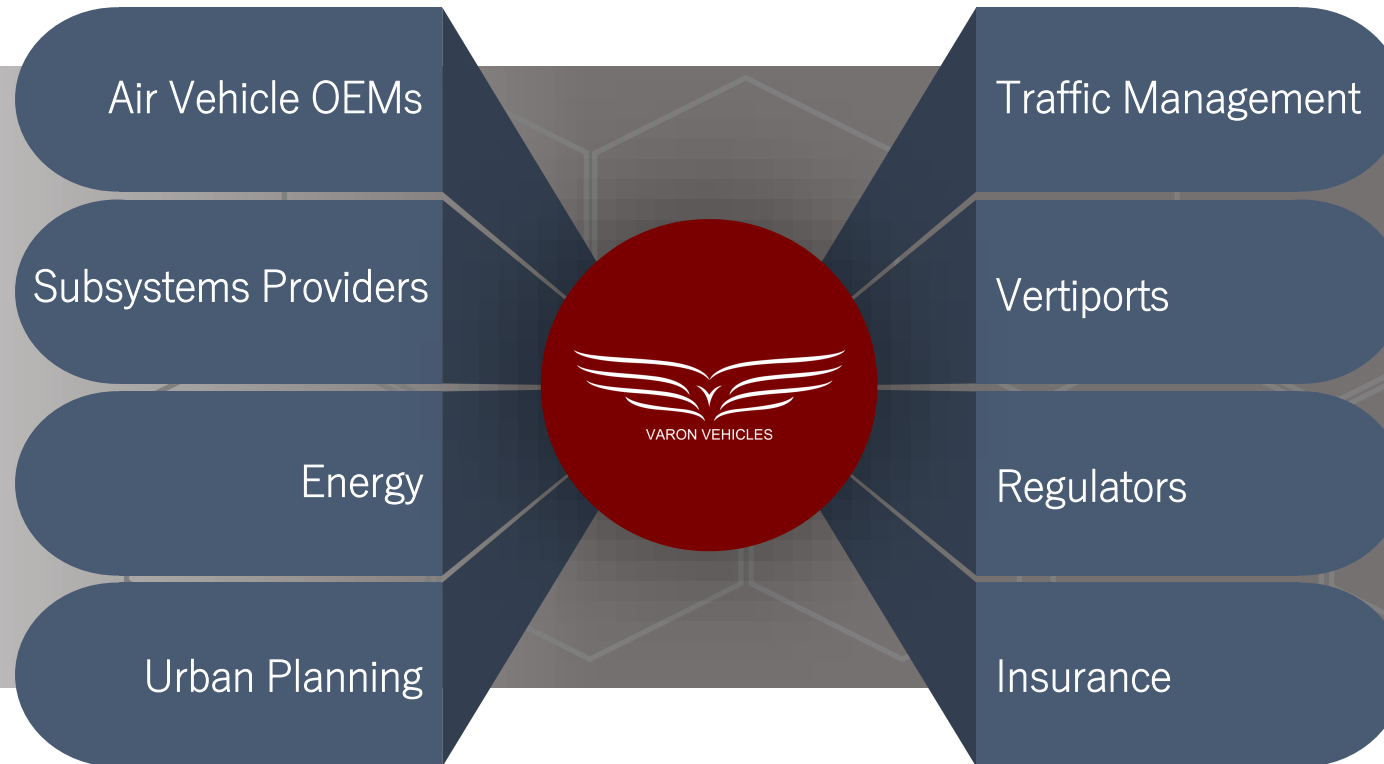 Air Vehicle OEMs
Subsystems Providers
Energy
Urban Planning
VARON VEHICLES
Traffic Management
Vertiports
Regulators
Insurance